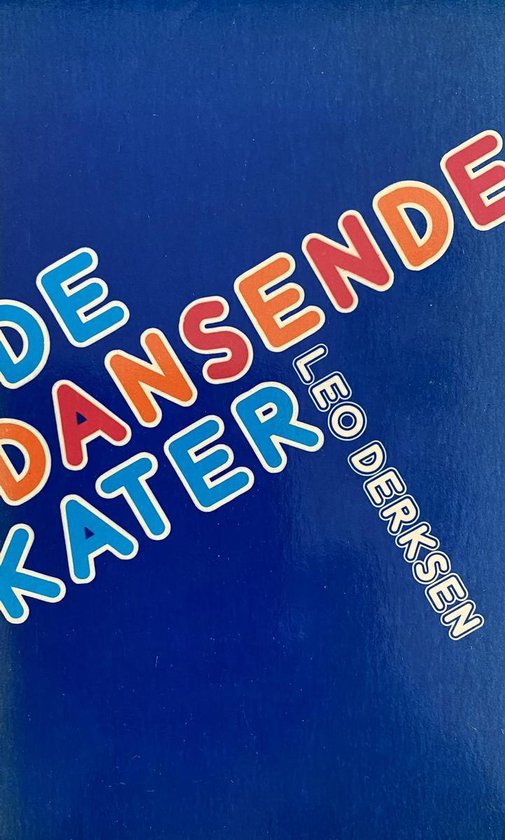 DE
DANSENDE
KATER
LEO DERKSEN